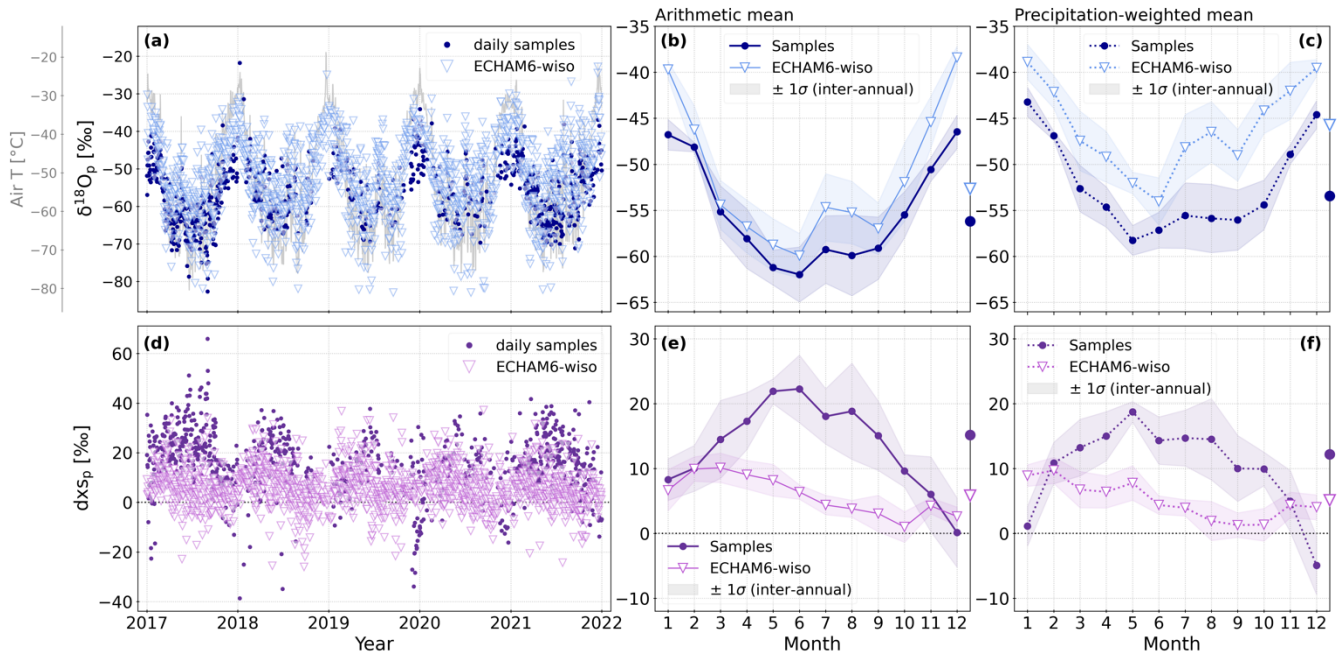 Arithmetic mean
Precipitation-weighted mean
(a)
daily samples
ECHAM6-wiso
Air T [°C]
−20
−30
−40
−50
−60
−70
−80
δ¹⁸Oₚ [‰]
−20
−30
−40
−50
−60
−70
−80
2017
2018
2019
2020
2021
2022
(b)
Samples
ECHAM6-wiso
± 1σ (inter-annual)
−35
−40
−45
−50
−55
−60
−65
(c)
Samples
ECHAM6-wiso
± 1σ (inter-annual)
−35
−40
−45
−50
−55
−60
−65
(d)
daily samples
ECHAM6-wiso
dxsₚ [‰]
60
40
20
0
−20
−40
2017
2018
2019
2020
2021
2022
Year
(e)
Samples
ECHAM6-wiso
± 1σ (inter-annual)
30
20
10
0
−10
1 2 3 4 5 6 7 8 9 10 11 12
Month
(f)
Samples
ECHAM6-wiso
± 1σ (inter-annual)
30
20
10
0
−10
1 2 3 4 5 6 7 8 9 10 11 12
Month